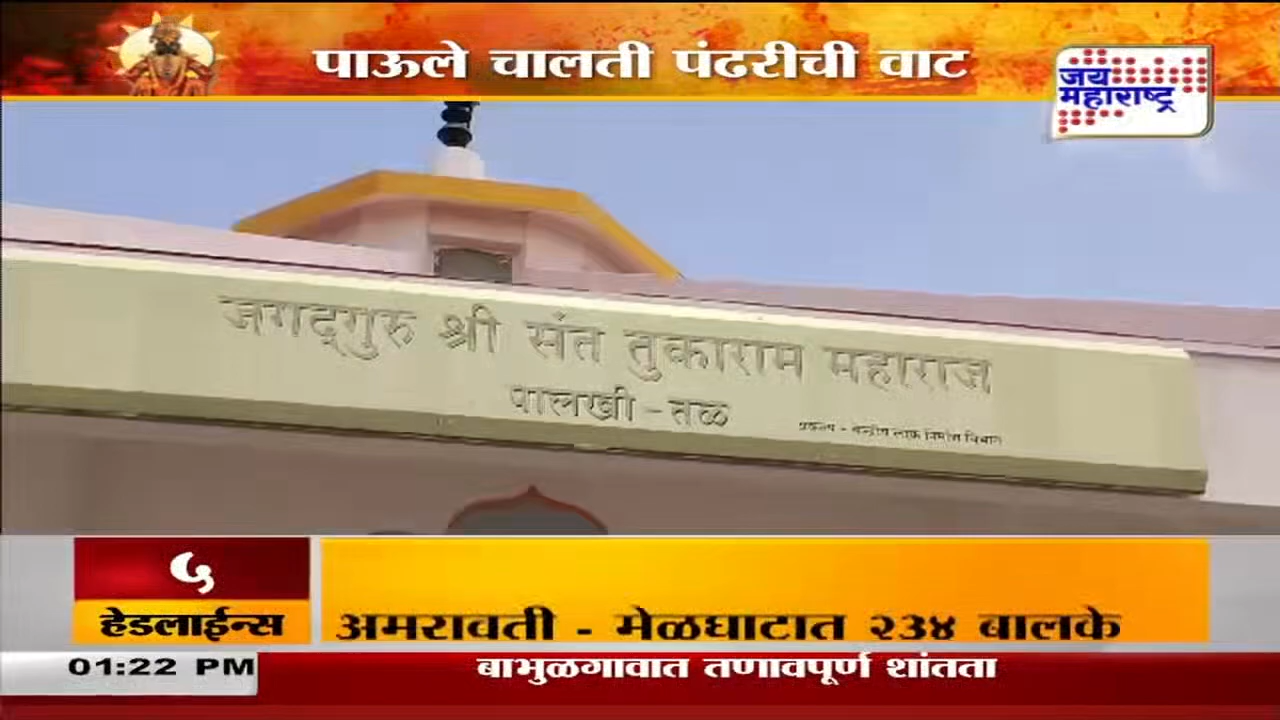 पाऊले चालती पंढरीची वाट
जय
महाराष्ट्र
जगद्‌गुरु श्री संत तुकाराम महाराज
पालखी - तळ
५
हेडलाईन्स
अमरावती - मेळघाटात २३४ बालके
01:22 PM
बाभुळगावात तणावपूर्ण शांतता